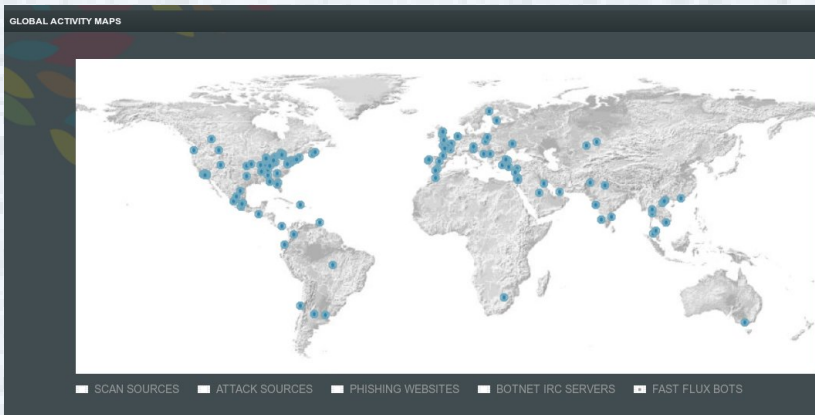 GLOBAL ACTIVITY MAPS
SCAN SOURCES
ATTACK SOURCES
PHISHING WEBSITES
BOTNET IRC SERVERS
FAST FLUX BOTS